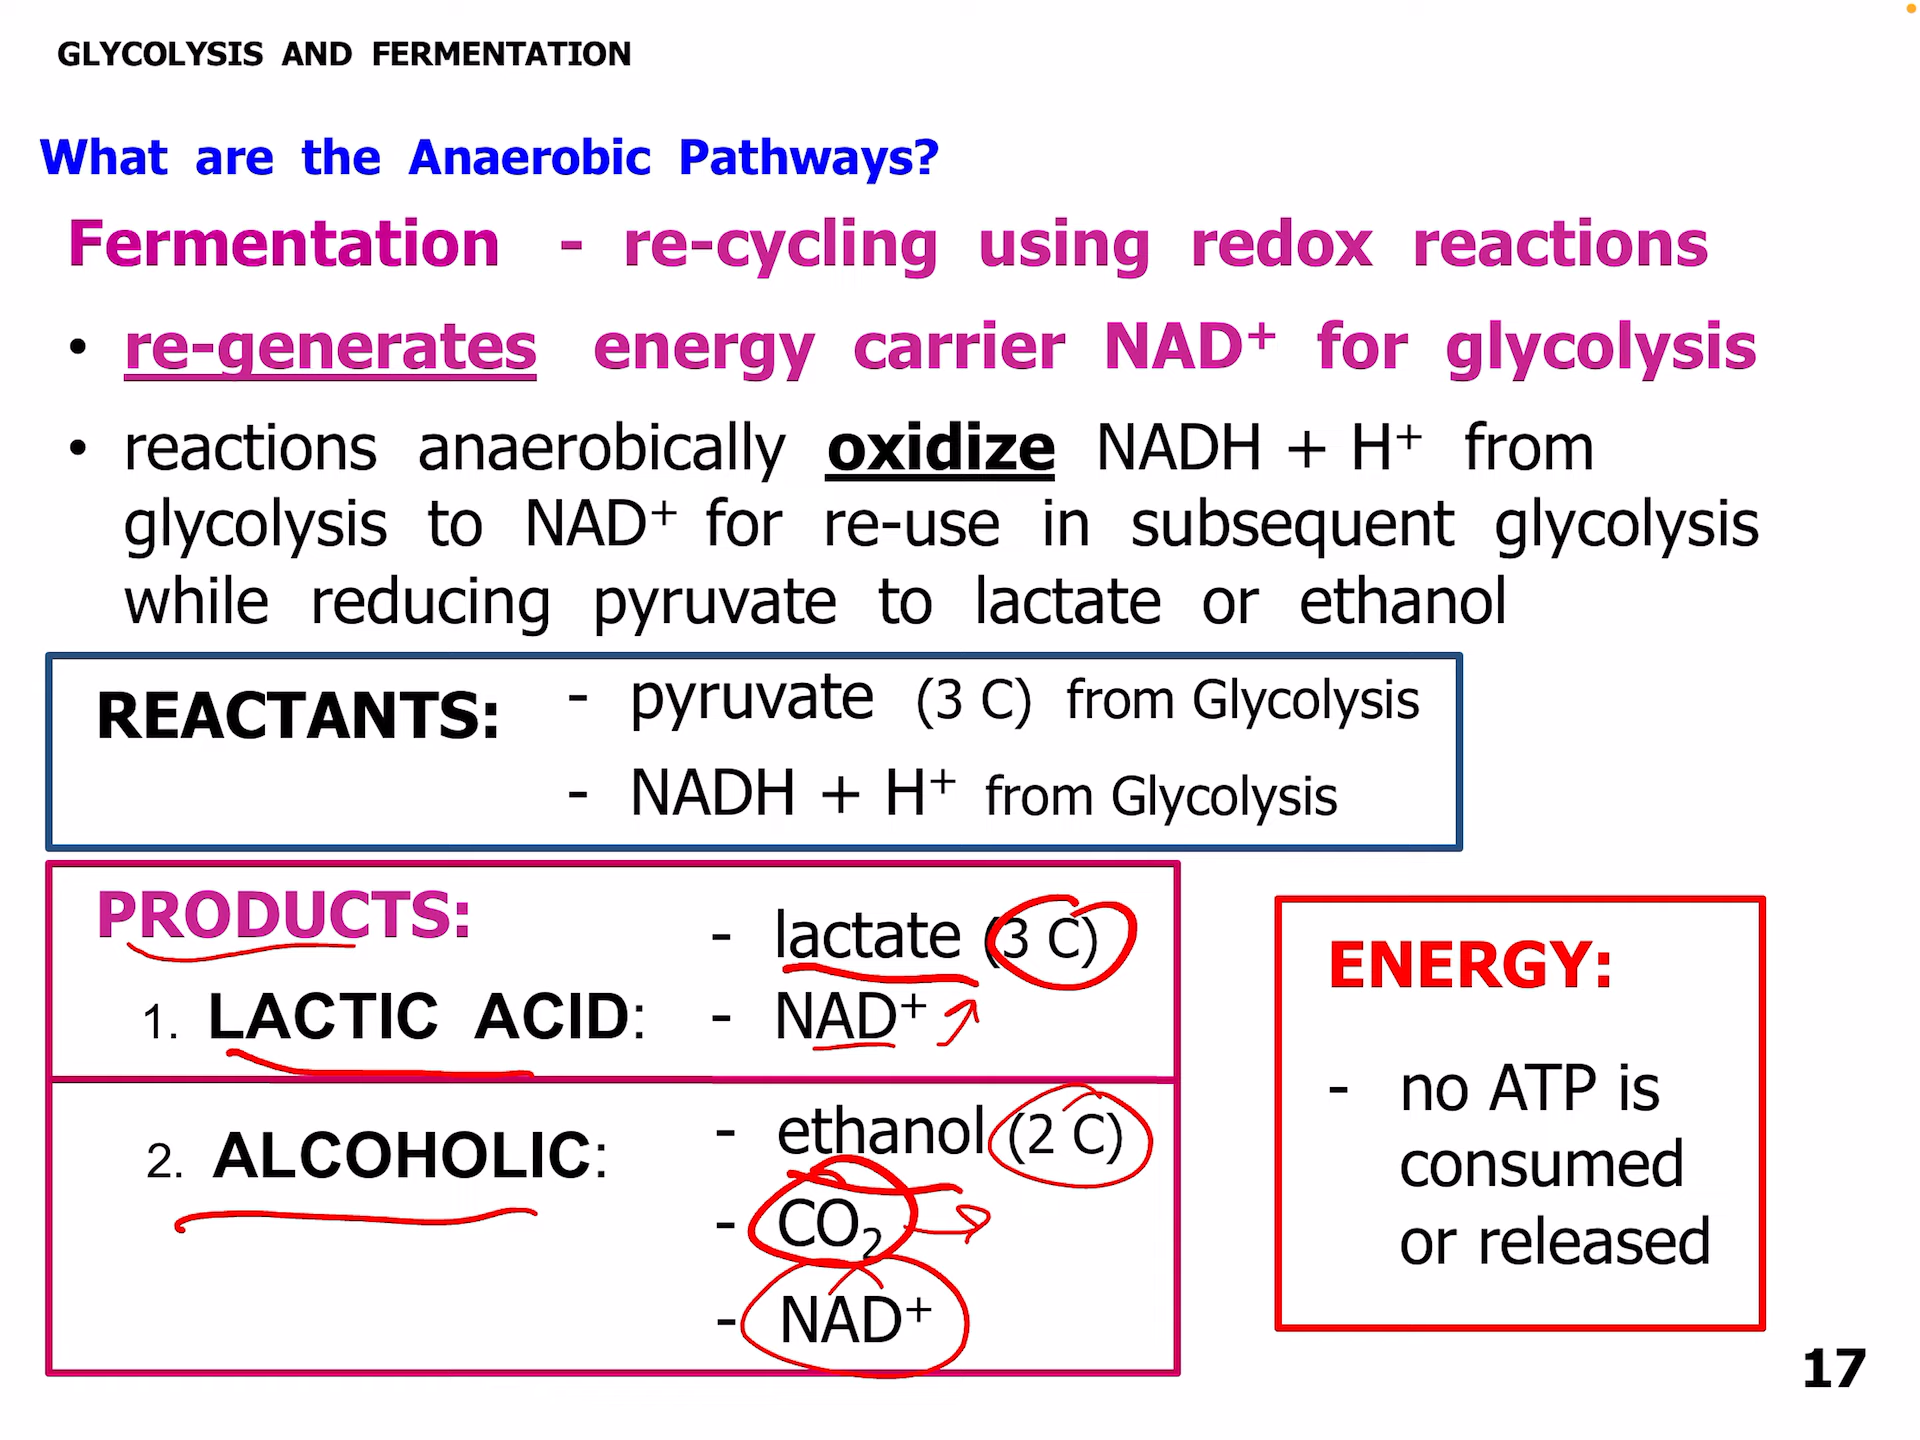 GLYCOLYSIS AND FERMENTATION
What are the Anaerobic Pathways?
Fermentation - re-cycling using redox reactions
• re-generates energy carrier NAD⁺ for glycolysis
• reactions anaerobically oxidize NADH + H⁺ from
glycolysis to NAD⁺ for re-use in subsequent glycolysis
while reducing pyruvate to lactate or ethanol
REACTANTS: - pyruvate (3 C) from Glycolysis
- NADH + H⁺ from Glycolysis
PRODUCTS:
- lactate (3 C)
1. LACTIC ACID: - NAD⁺
2. ALCOHOLIC: - ethanol (2 C)
- CO₂
- NAD⁺
ENERGY:
- no ATP is
consumed
or released
17